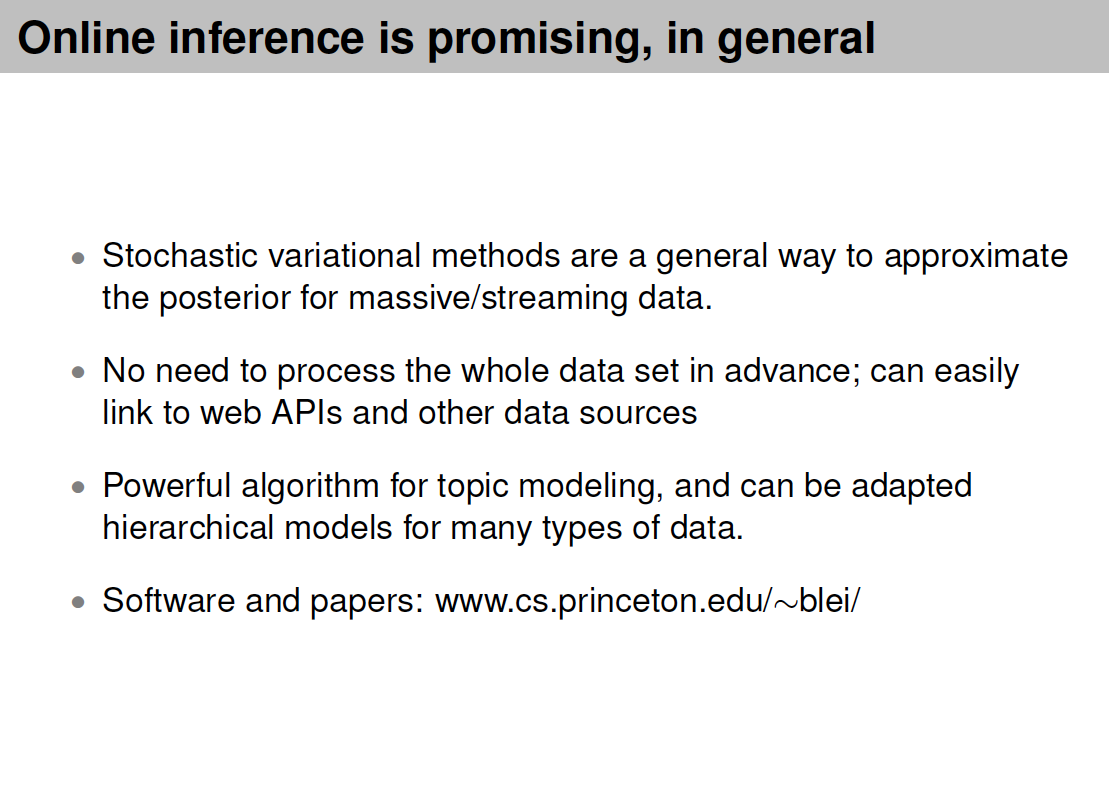 Online inference is promising, in general
• Stochastic variational methods are a general way to approximate
the posterior for massive/streaming data.
• No need to process the whole data set in advance; can easily
link to web APIs and other data sources
• Powerful algorithm for topic modeling, and can be adapted
hierarchical models for many types of data.
• Software and papers: www.cs.princeton.edu/∼blei/